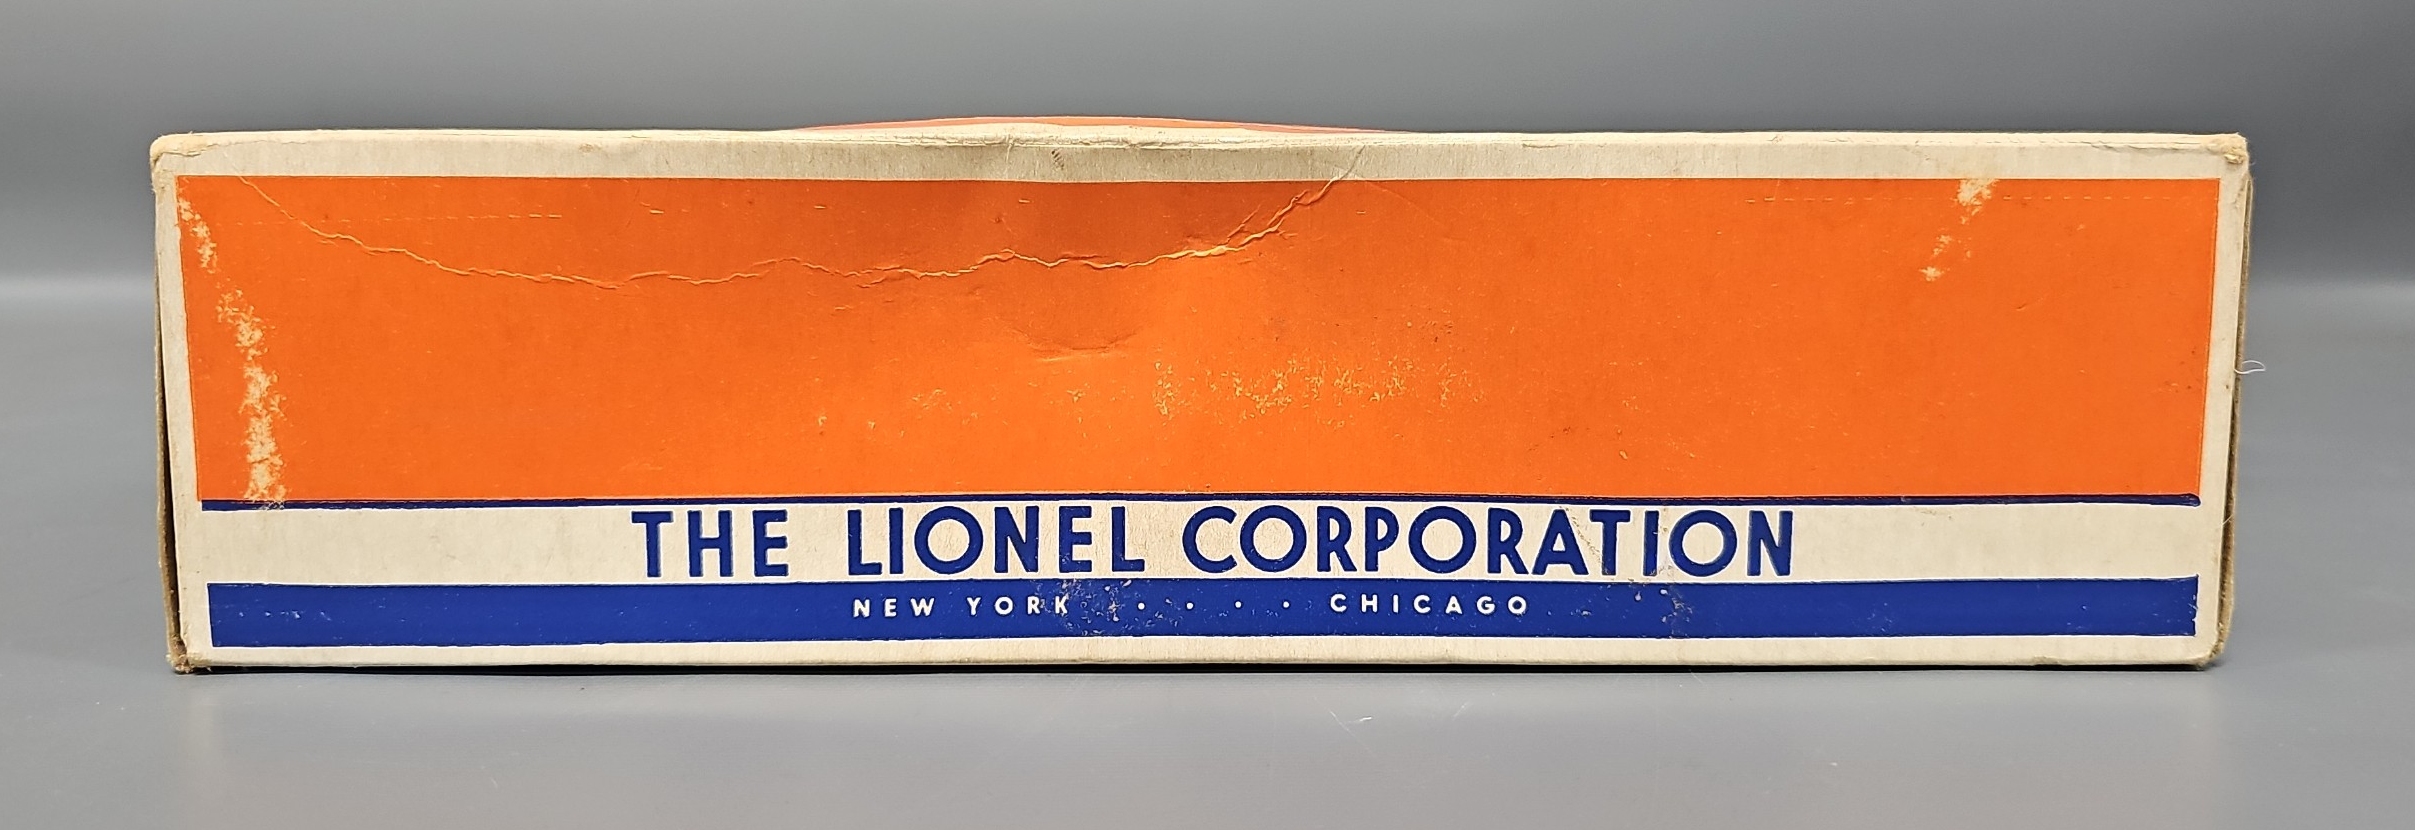 THE LIONEL CORPORATION
NEW YORK · · · · · CHICAGO